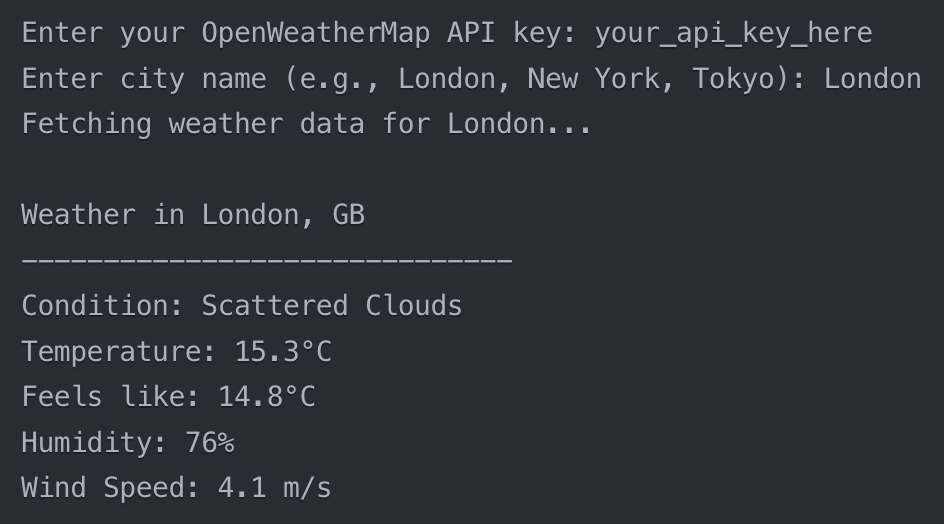 Enter your OpenWeatherMap API key: your_api_key_here
Enter city name (e.g., London, New York, Tokyo): London
Fetching weather data for London...

Weather in London, GB
------------------------------
Condition: Scattered Clouds
Temperature: 15.3°C
Feels like: 14.8°C
Humidity: 76%
Wind Speed: 4.1 m/s